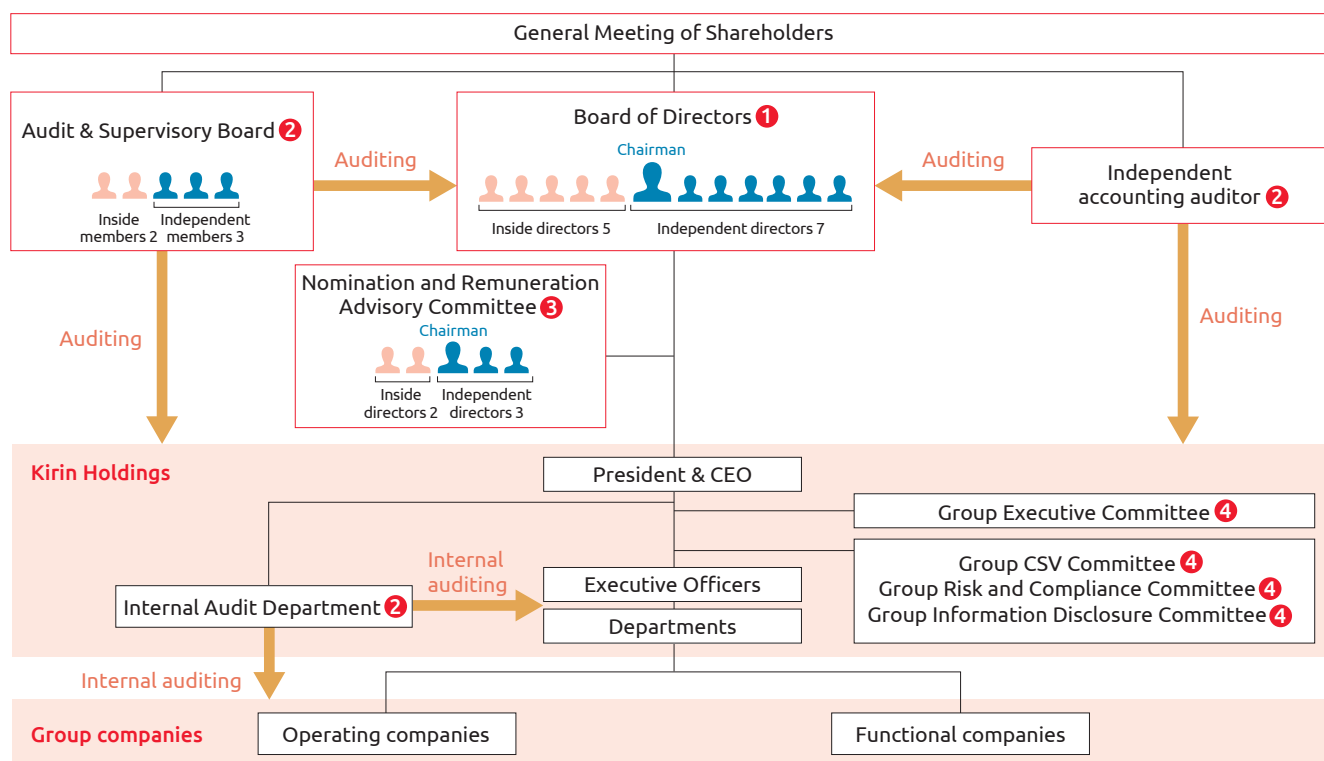 General Meeting of Shareholders
Audit & Supervisory Board 2
Inside
members 2
Independent
members 3
Auditing
Board of Directors 1
Chairman
Inside directors 5
Independent directors 7
Auditing
Independent
accounting auditor 2
Nomination and Remuneration
Advisory Committee 3
Chairman
Inside
directors 2
Independent
directors 3
Auditing
Auditing
Kirin Holdings
President & CEO
Group Executive Committee 4
Group CSV Committee 4
Group Risk and Compliance Committee 4
Group Information Disclosure Committee 4
Internal Audit Department 2
Internal
auditing
Executive Officers
Departments
Internal auditing
Group companies
Operating companies
Functional companies